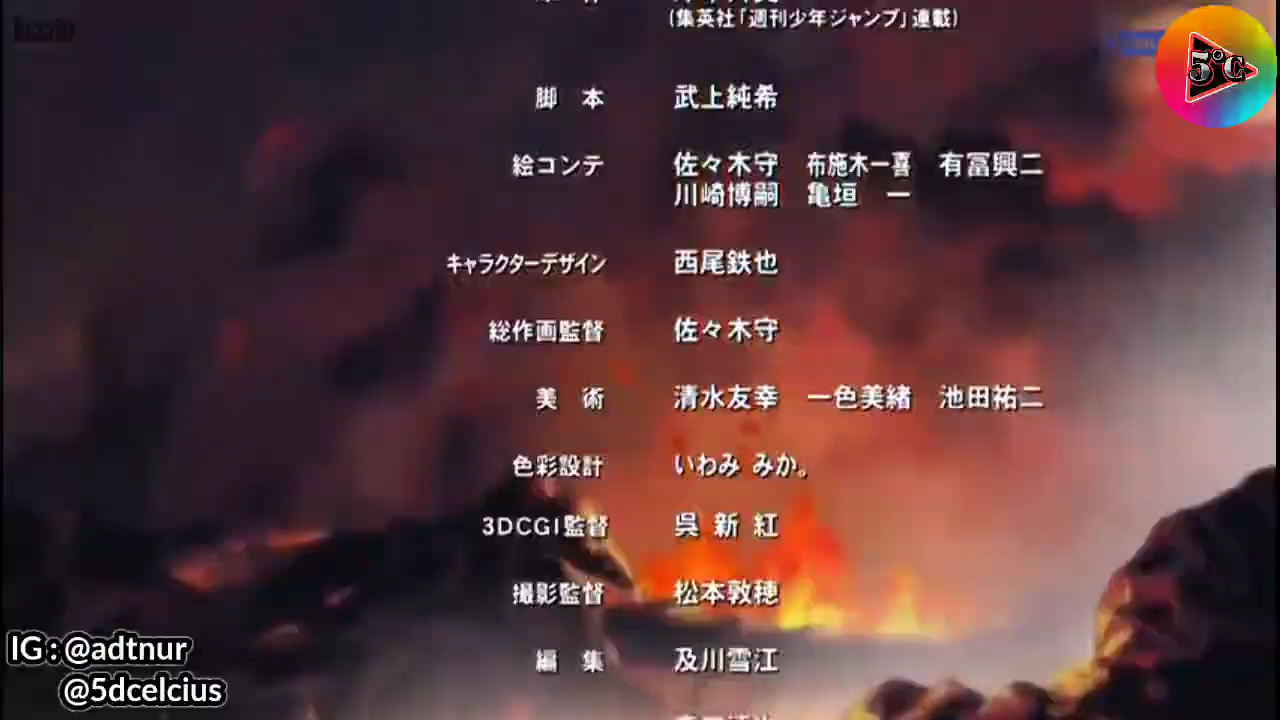 (集英社「週刊少年ジャンプ」連載)
5°C
脚 本 武上純希
絵コンテ 佐々木守 布施木一喜 有冨興二
川崎博嗣 亀垣 一
キャラクターデザイン 西尾鉄也
総作画監督 佐々木守
美 術 清水友幸 一色美緒 池田祐二
色彩設計 いわみ みか。
3DCGI監督 呉 新 紅
撮影監督 松本敦穂
編 集 及川雪江
IG : @adtnur
@5dcelcius